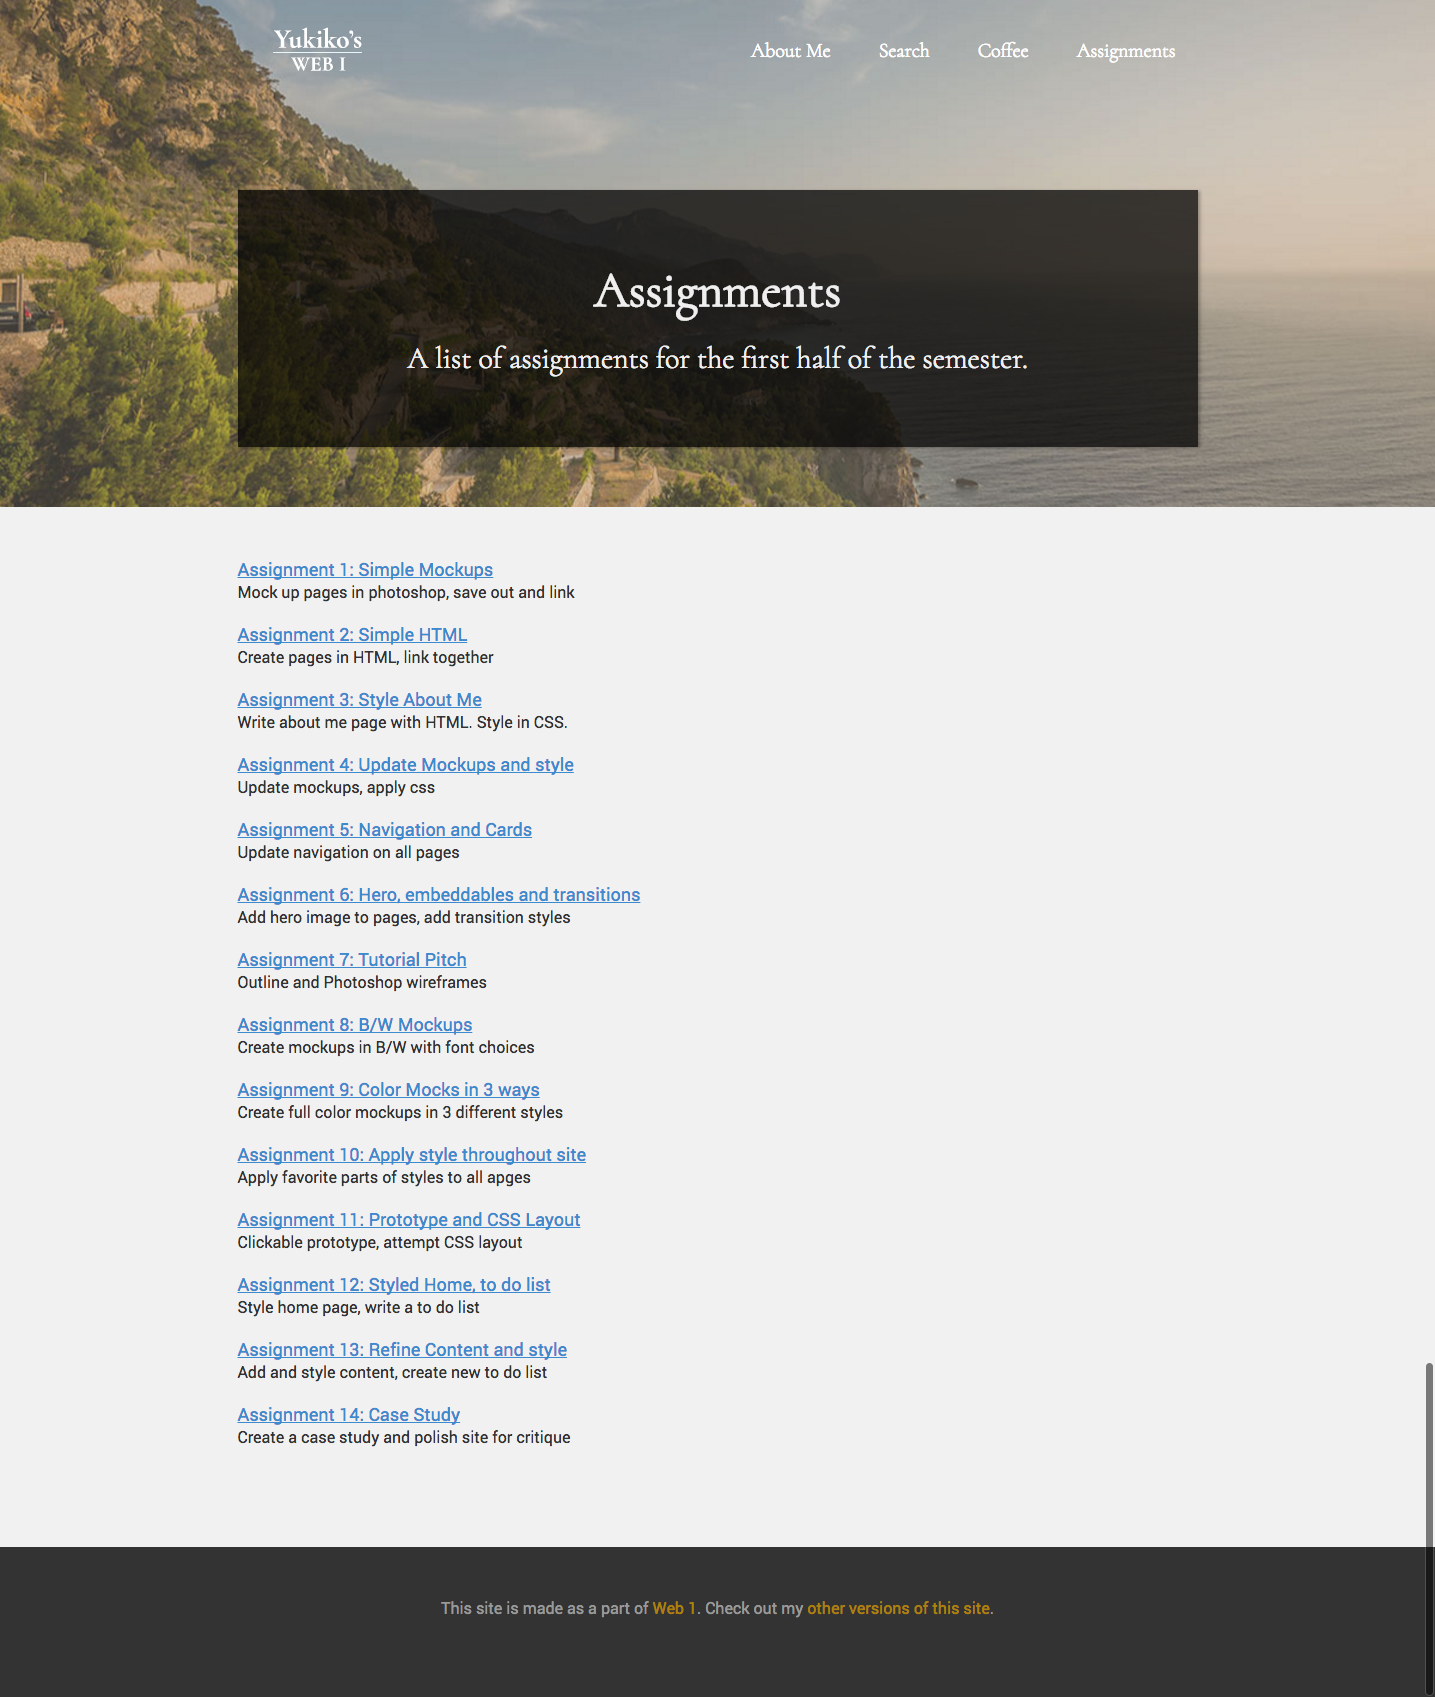 Yukiko's
WEB I
About Me
Search
Coffee
Assignments
Assignments
A list of assignments for the first half of the semester.
Assignment 1: Simple Mockups
Mock up pages in photoshop, save out and link
Assignment 2: Simple HTML
Create pages in HTML, link together
Assignment 3: Style About Me
Write about me page with HTML. Style in CSS.
Assignment 4: Update Mockups and style
Update mockups, apply css
Assignment 5: Navigation and Cards
Update navigation on all pages
Assignment 6: Hero, embeddables and transitions
Add hero image to pages, add transition styles
Assignment 7: Tutorial Pitch
Outline and Photoshop wireframes
Assignment 8: B/W Mockups
Create mockups in B/W with font choices
Assignment 9: Color Mocks in 3 ways
Create full color mockups in 3 different styles
Assignment 10: Apply style throughout site
Apply favorite parts of styles to all apges
Assignment 11: Prototype and CSS Layout
Clickable prototype, attempt CSS layout
Assignment 12: Styled Home, to do list
Style home page, write a to do list
Assignment 13: Refine Content and style
Add and style content, create new to do list
Assignment 14: Case Study
Create a case study and polish site for critique
This site is made as a part of Web 1. Check out my other versions of this site.